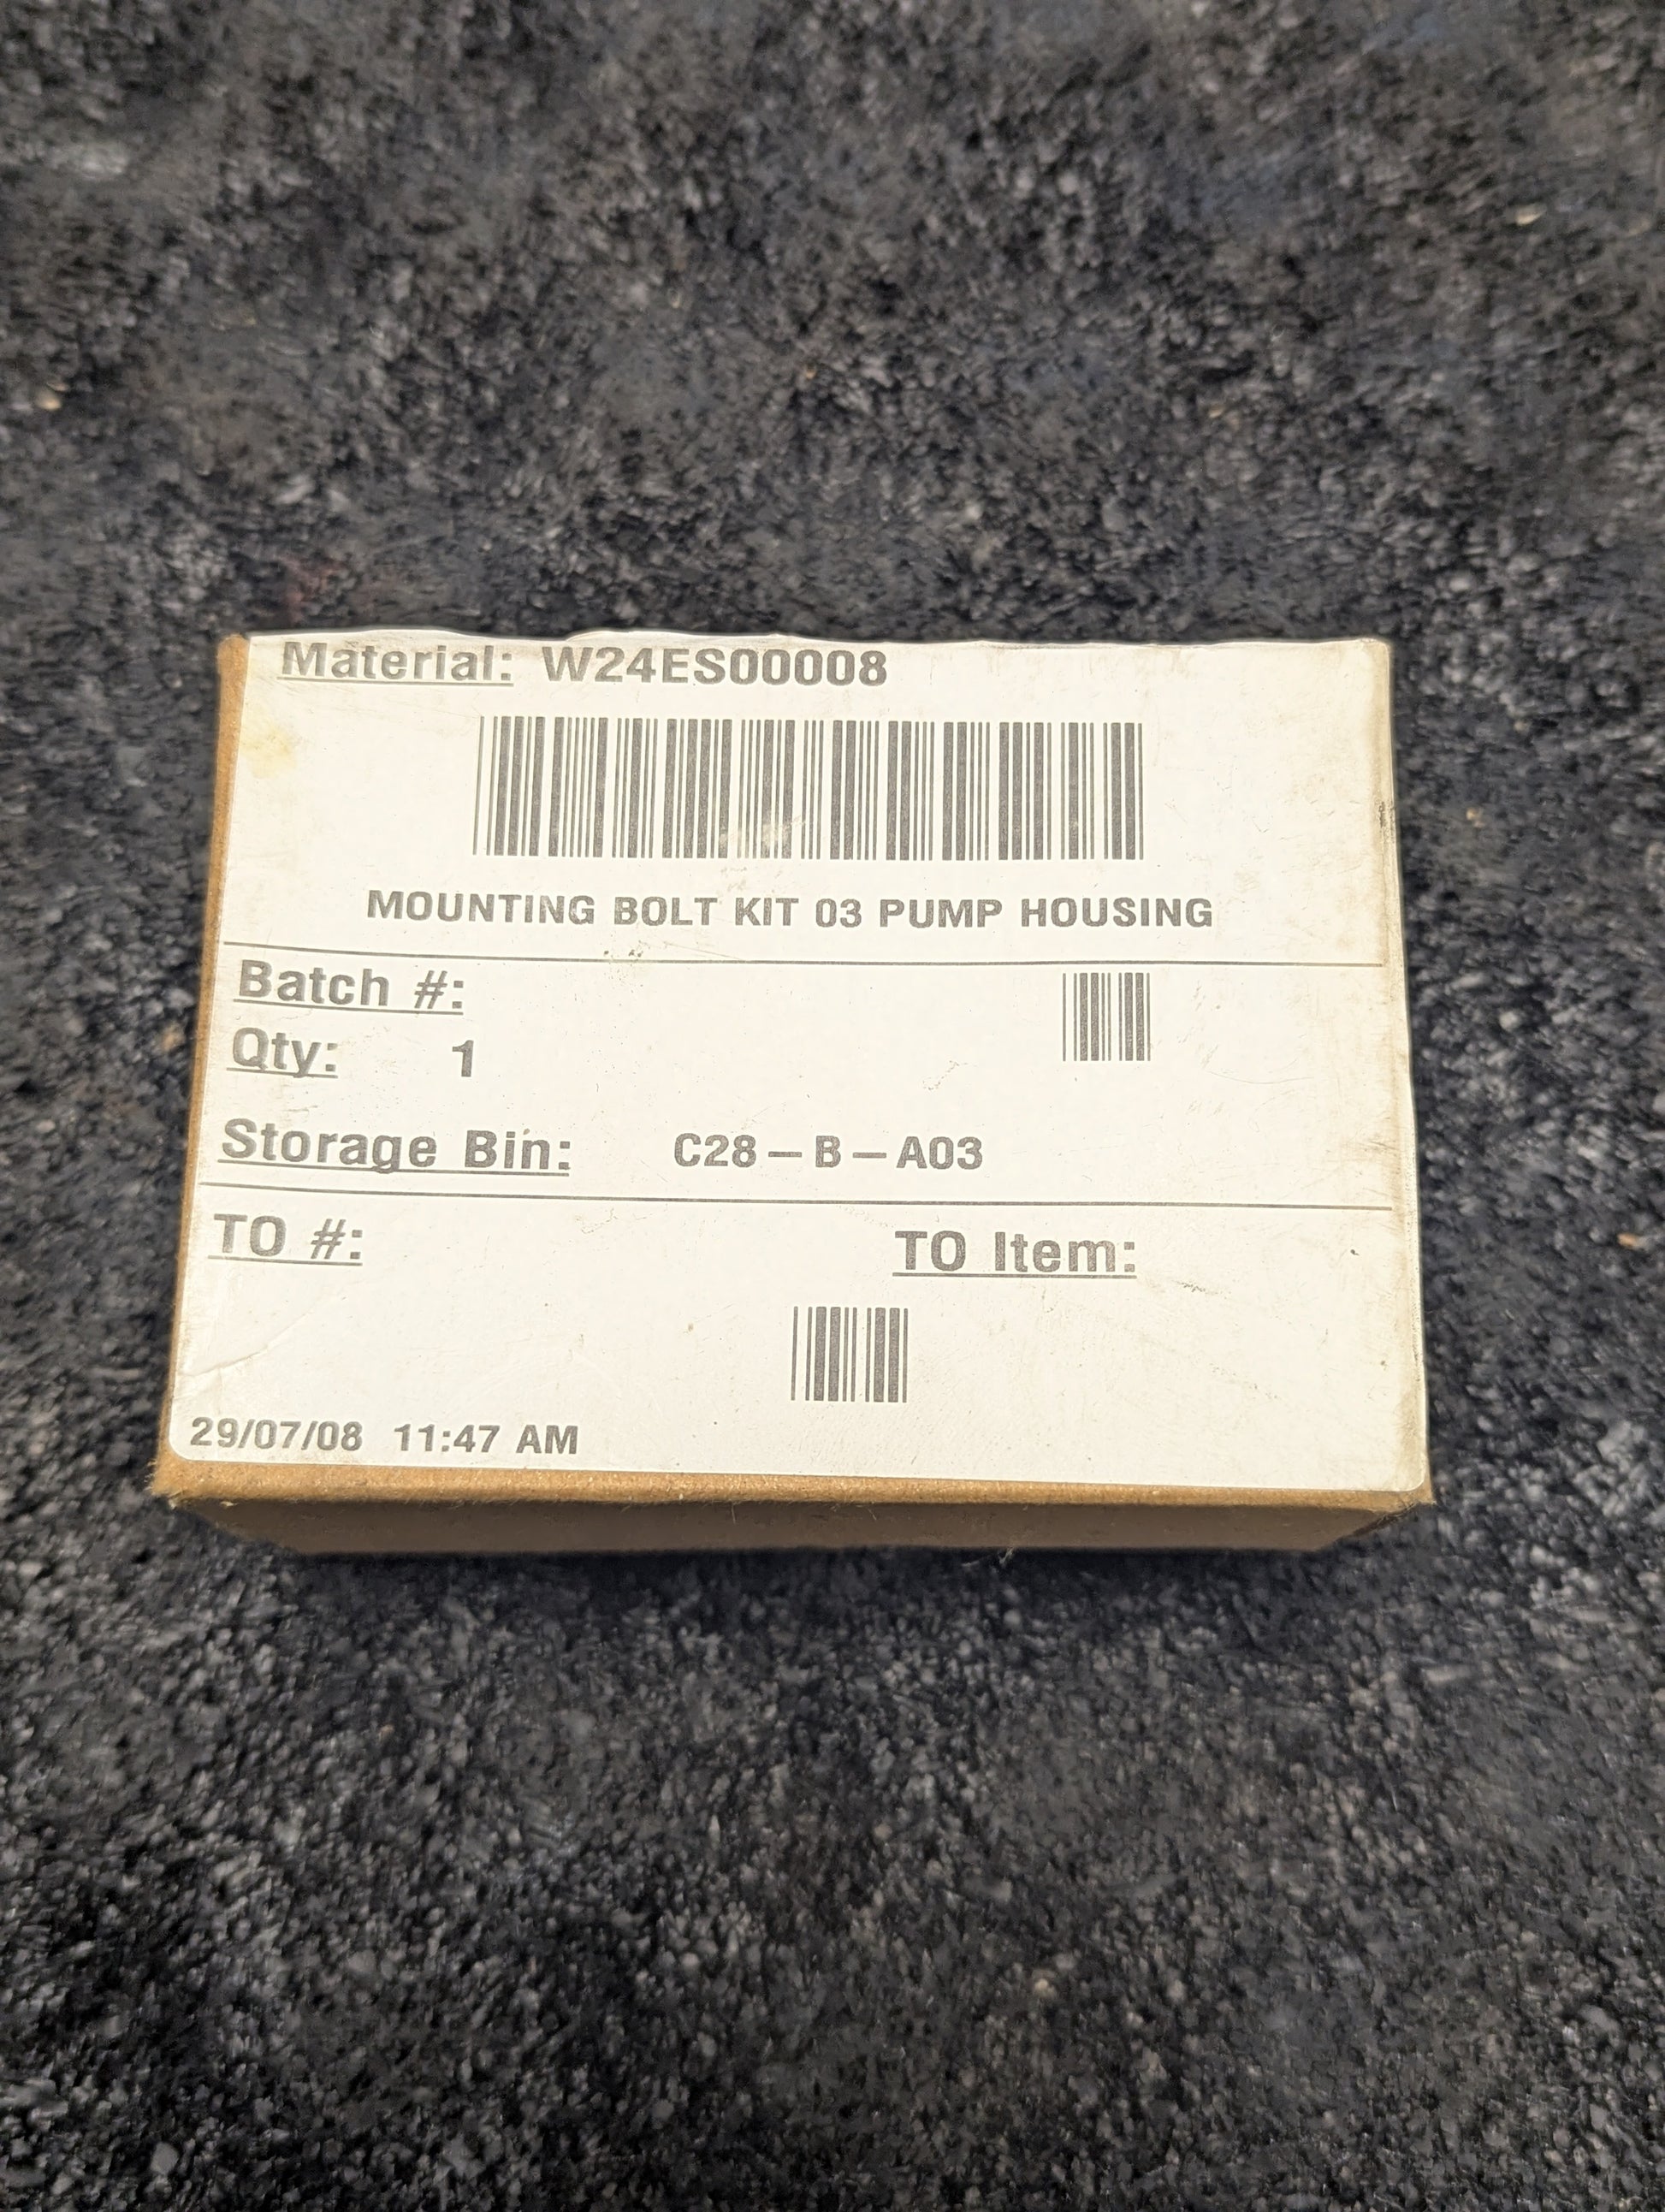 Material: W24ES00008
MOUNTING BOLT KIT 03 PUMP HOUSING
Batch #:
Qty: 1
Storage Bin: C28-B-A03
TO #: TO Item:
29/07/08 11:47 AM